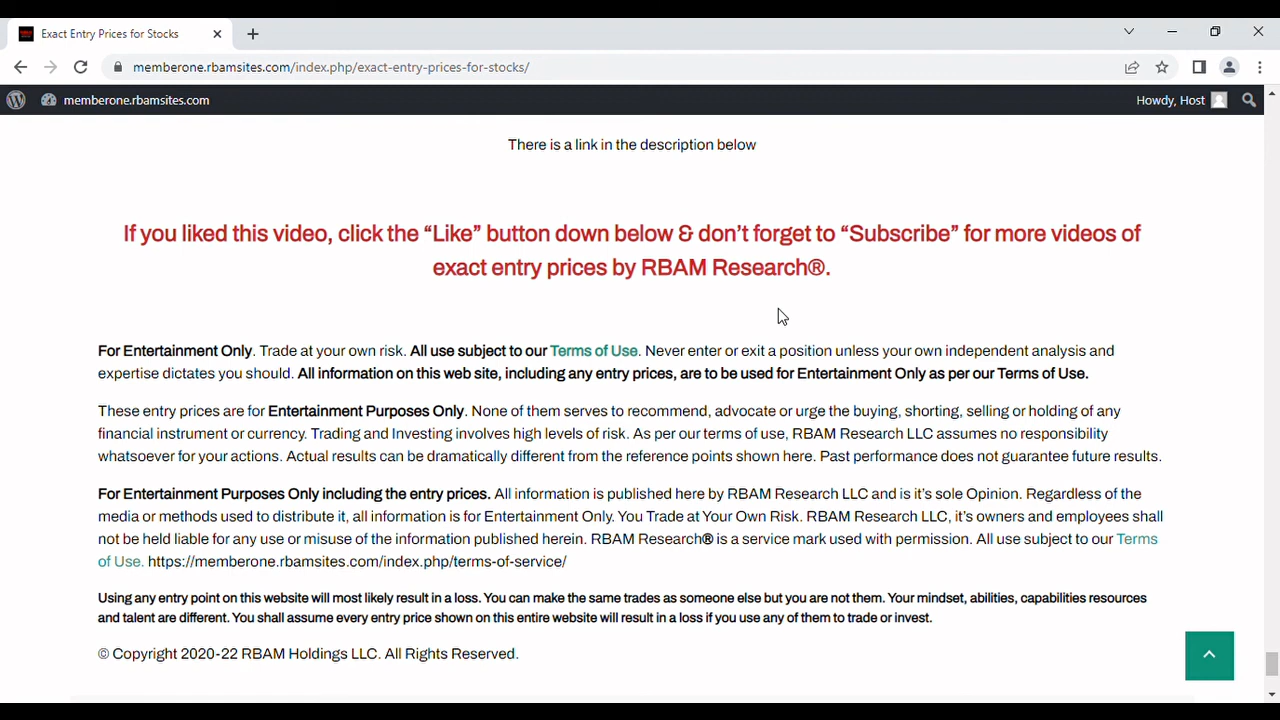 Exact Entry Prices for Stocks
memberone.rbamsites.com/index.php/exact-entry-prices-for-stocks/
memberone.rbamsites.com
Howdy, Host
There is a link in the description below
If you liked this video, click the “Like” button down below & don’t forget to “Subscribe” for more videos of
exact entry prices by RBAM Research®.
For Entertainment Only. Trade at your own risk. All use subject to our Terms of Use. Never enter or exit a position unless your own independent analysis and
expertise dictates you should. All information on this web site, including any entry prices, are to be used for Entertainment Only as per our Terms of Use.
These entry prices are for Entertainment Purposes Only. None of them serves to recommend, advocate or urge the buying, shorting, selling or holding of any
financial instrument or currency. Trading and Investing involves high levels of risk. As per our terms of use, RBAM Research LLC assumes no responsibility
whatsoever for your actions. Actual results can be dramatically different from the reference points shown here. Past performance does not guarantee future results.
For Entertainment Purposes Only including the entry prices. All information is published here by RBAM Research LLC and is it’s sole Opinion. Regardless of the
media or methods used to distribute it, all information is for Entertainment Only. You Trade at Your Own Risk. RBAM Research LLC, it’s owners and employees shall
not be held liable for any use or misuse of the information published herein. RBAM Research® is a service mark used with permission. All use subject to our Terms
of Use. https://memberone.rbamsites.com/index.php/terms-of-service/
Using any entry point on this website will most likely result in a loss. You can make the same trades as someone else but you are not them. Your mindset, abilities, capabilities resources
and talent are different. You shall assume every entry price shown on this entire website will result in a loss if you use any of them to trade or invest.
© Copyright 2020-22 RBAM Holdings LLC. All Rights Reserved.